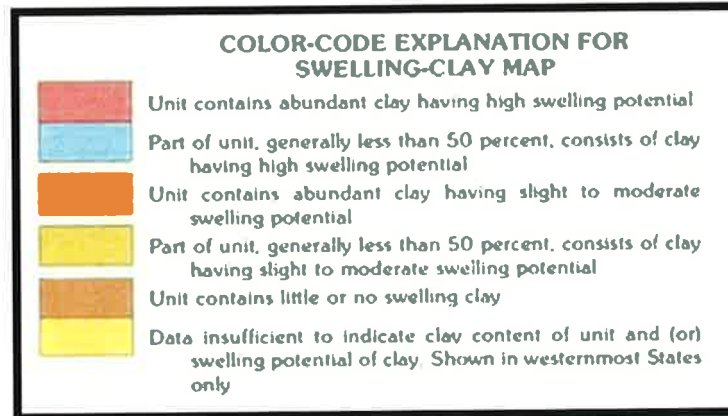 COLOR-CODE EXPLANATION FOR
SWELLING-CLAY MAP
Unit contains abundant clay having high swelling potential
Part of unit, generally less than 50 percent, consists of clay
having high swelling potential
Unit contains abundant clay having slight to moderate
swelling potential
Part of unit, generally less than 50 percent, consists of clay
having slight to moderate swelling potential
Unit contains little or no swelling clay
Data insufficient to indicate clay content of unit and (or)
swelling potential of clay. Shown in westernmost States
only